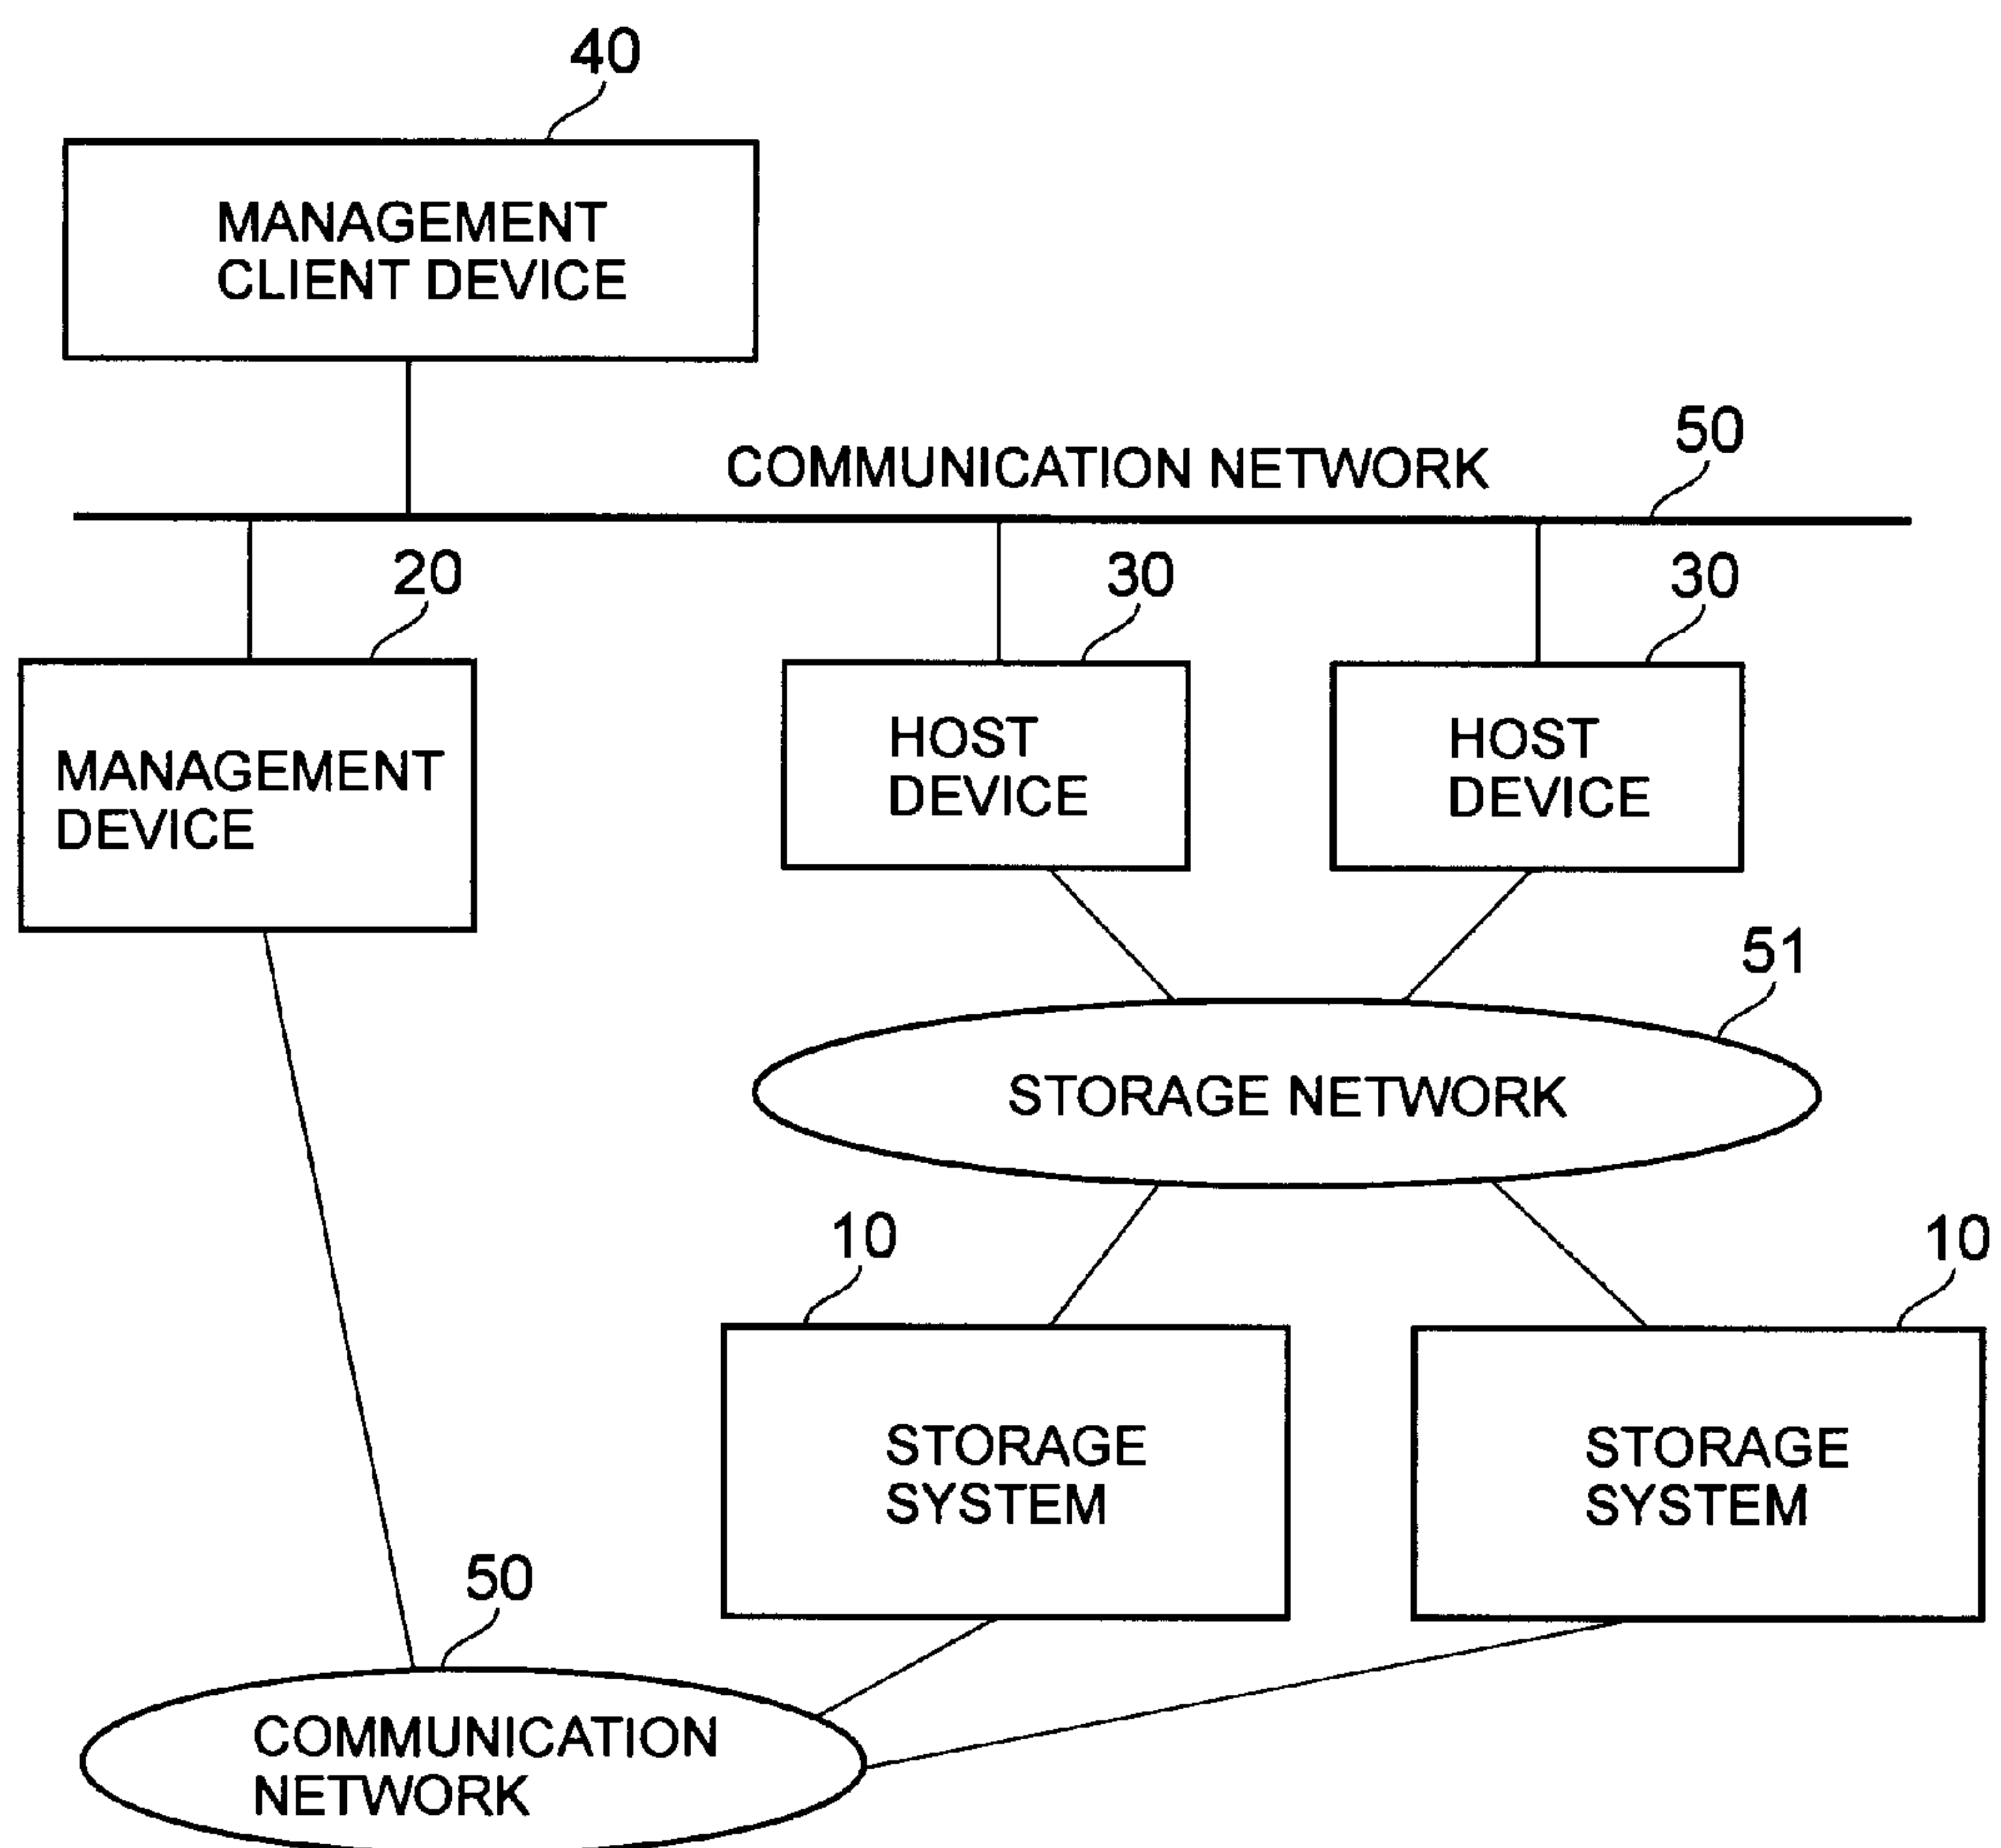 40
MANAGEMENT
CLIENT DEVICE
COMMUNICATION NETWORK
50
20
30
30
MANAGEMENT
DEVICE
HOST
DEVICE
HOST
DEVICE
51
STORAGE NETWORK
10
10
STORAGE
SYSTEM
STORAGE
SYSTEM
50
COMMUNICATION
NETWORK